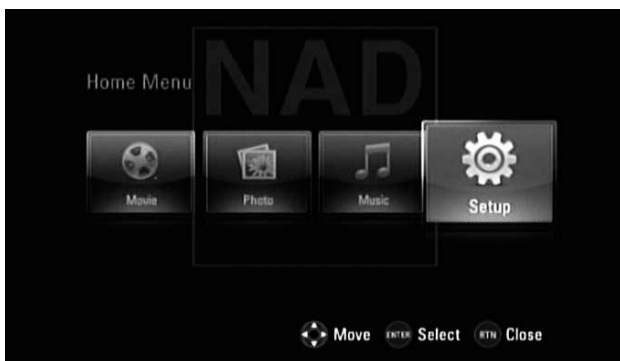 NAD
Home Menu
Movie Photo Music Setup
Move ENTER Select RTN Close